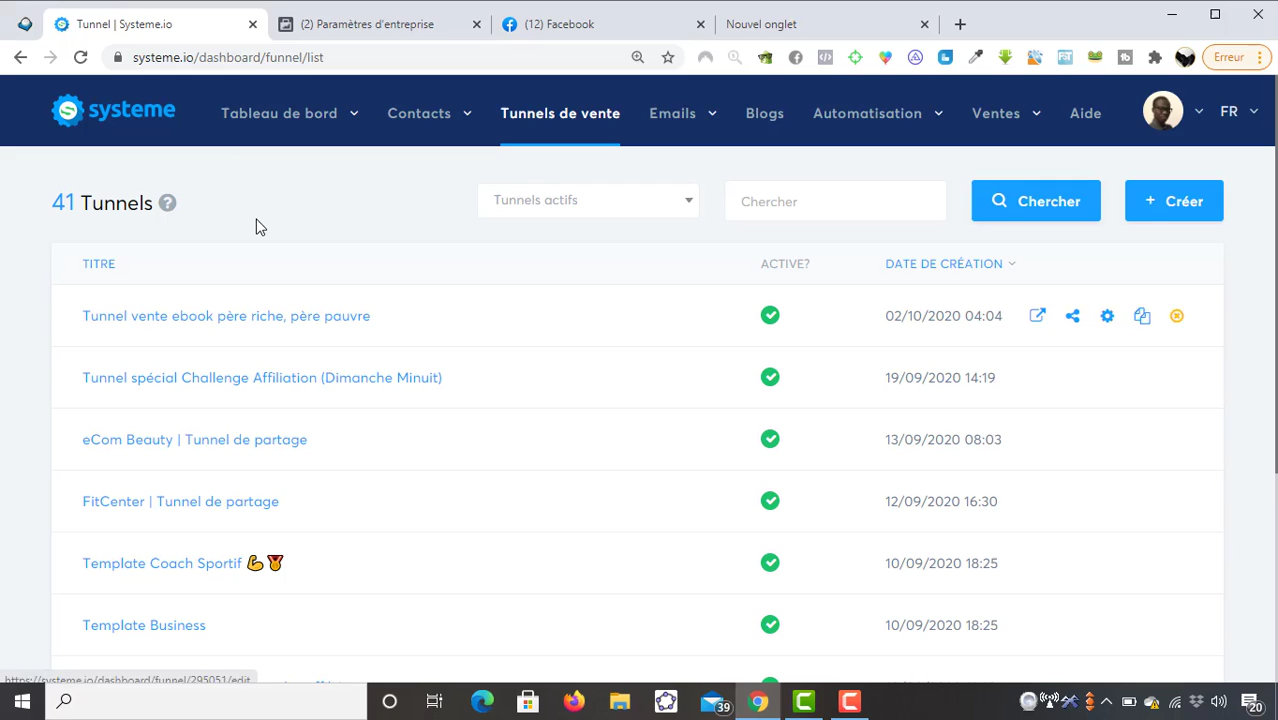 Tunnel | Systeme.io
(2) Paramètres d'entreprise
(12) Facebook
Nouvel onglet
systeme.io/dashboard/funnel/list
Erreur
systeme
Tableau de bord
Contacts
Tunnels de vente
Emails
Blogs
Automatisation
Ventes
Aide
FR
41 Tunnels
Tunnels actifs
Chercher
Chercher
+ Créer
TITRE
ACTIVE?
DATE DE CRÉATION
Tunnel vente ebook père riche, père pauvre
02/10/2020 04:04
Tunnel spécial Challenge Affiliation (Dimanche Minuit)
19/09/2020 14:19
eCom Beauty | Tunnel de partage
13/09/2020 08:03
FitCenter | Tunnel de partage
12/09/2020 16:30
Template Coach Sportif 💪🏅
10/09/2020 18:25
Template Business
10/09/2020 18:25
https://systeme.io/dashboard/funnel/295051/edit
39
20